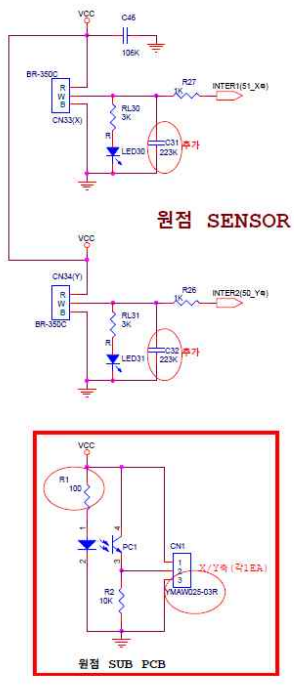 VCC
C46
106K
BR-350C
R
W
B
CN33(X)
R27
1K
INTER1(51_X축)
RL30
3K
R
LED30
C31
223K
추가
원점 SENSOR
VCC
CN34(Y)
R
W
B
BR-350C
R26
1K
INTER2(50_Y축)
RL31
3K
R
LED31
C32
223K
추가
VCC
R1
100
1
2
4
3
PC1
CN1
1
2
3
X/Y축(각1EA)
YMAW025-03R
R2
10K
원점 SUB PCB